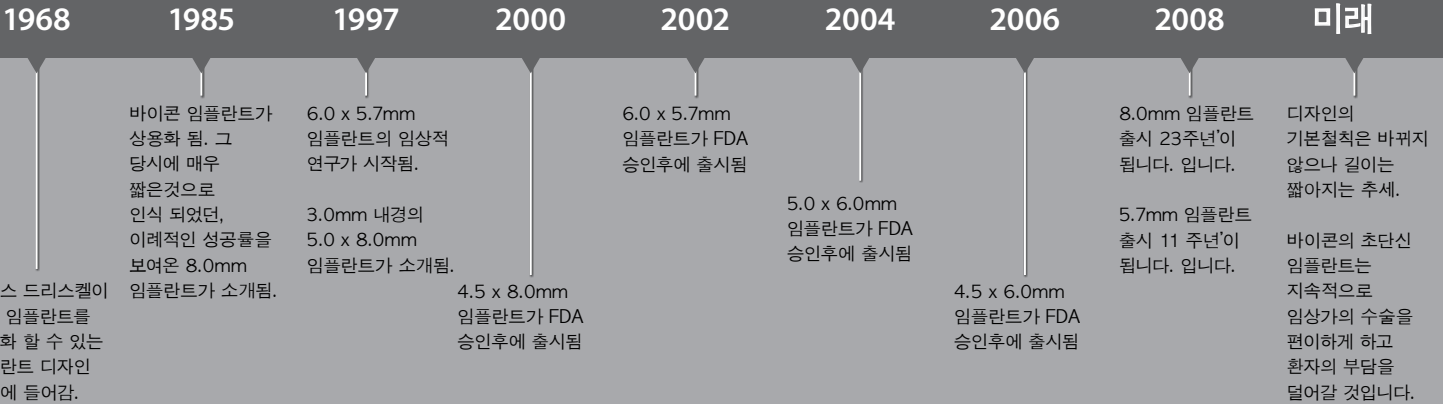 1968
스 드리스켈이
임플란트를
화 할 수 있는
란트 디자인
에 들어감.
1985
바이콘 임플란트가
상용화 됨. 그
당시에 매우
짧은것으로
인식 되었던,
이례적인 성공률을
보여온 8.0mm
임플란트가 소개됨.
1997
6.0 x 5.7mm
임플란트의 임상적
연구가 시작됨.
3.0mm 내경의
5.0 x 8.0mm
임플란트가 소개됨.
2000
4.5 x 8.0mm
임플란트가 FDA
승인후에 출시됨
2002
6.0 x 5.7mm
임플란트가 FDA
승인후에 출시됨
2004
5.0 x 6.0mm
임플란트가 FDA
승인후에 출시됨
2006
4.5 x 6.0mm
임플란트가 FDA
승인후에 출시됨
2008
8.0mm 임플란트
출시 23주년’이
됩니다. 입니다.
5.7mm 임플란트
출시 11 주년’이
됩니다. 입니다.
미래
디자인의
기본철칙은 바뀌지
않으나 길이는
짧아지는 추세.
바이콘의 초단신
임플란트는
지속적으로
임상가의 수술을
편이하게 하고
환자의 부담을
덜어갈 것입니다.